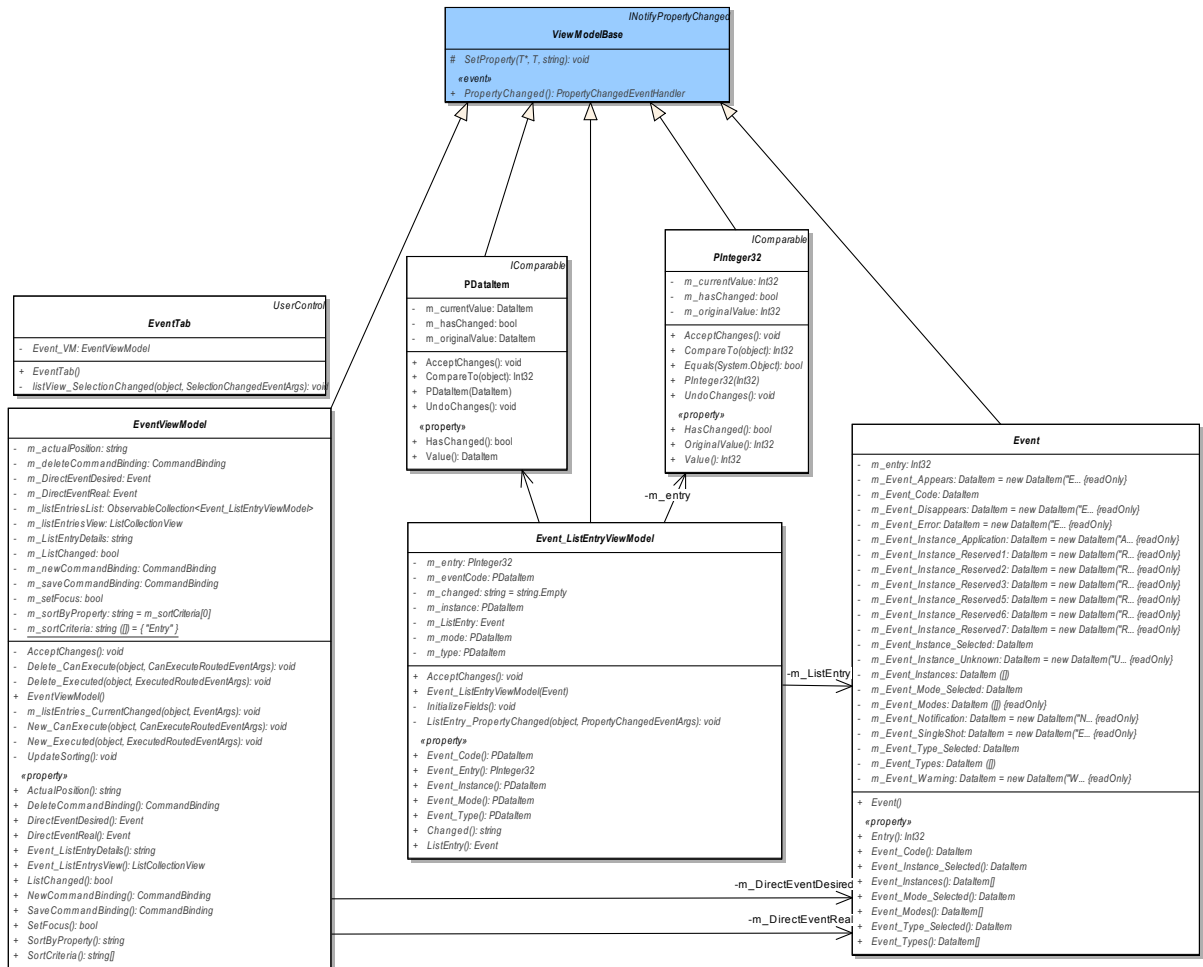 INotifyPropertyChanged
ViewModelBase
# SetProperty(T*, T, string): void
«event»
+ PropertyChanged(): PropertyChangedEventHandler
IComparable
PInteger32
- m_currentValue: Int32
- m_hasChanged: bool
- m_originalValue: Int32
+ AcceptChanges(): void
+ CompareTo(object): Int32
+ Equals(System.Object): bool
+ PInteger32(Int32)
+ UndoChanges(): void
«property»
+ HasChanged(): bool
+ OriginalValue(): Int32
+ Value(): Int32
IComparable
PDataItem
- m_currentValue: DataItem
- m_hasChanged: bool
- m_originalValue: DataItem
+ AcceptChanges(): void
+ CompareTo(object): Int32
+ PDataItem(DataItem)
+ UndoChanges(): void
«property»
+ HasChanged(): bool
+ Value(): DataItem
UserControl
EventTab
- Event_VM: EventViewModel
+ EventTab()
- listView_SelectionChanged(object, SelectionChangedEventArgs): void
EventViewModel
- m_actualPosition: string
- m_deleteCommandBinding: CommandBinding
- m_DirectEventDesired: Event
- m_DirectEventReal: Event
- m_listEntriesList: ObservableCollection<Event_ListEntryViewModel>
- m_listEntriesView: ListCollectionView
- m_ListEntryDetails: string
- m_ListChanged: bool
- m_newCommandBinding: CommandBinding
- m_saveCommandBinding: CommandBinding
- m_setFocus: bool
- m_sortByProperty: string = m_sortCriteria[0]
- m_sortCriteria: string ([]) = { "Entry" }
- AcceptChanges(): void
- Delete_CanExecute(object, CanExecuteRoutedEventArgs): void
- Delete_Executed(object, ExecutedRoutedEventArgs): void
+ EventViewModel()
- m_listEntries_CurrentChanged(object, EventArgs): void
- New_CanExecute(object, CanExecuteRoutedEventArgs): void
- New_Executed(object, ExecutedRoutedEventArgs): void
- UpdateSorting(): void
«property»
+ ActualPosition(): string
+ DeleteCommandBinding(): CommandBinding
+ DirectEventDesired(): Event
+ DirectEventReal(): Event
+ Event_ListEntryDetails(): string
+ Event_ListEntrysView(): ListCollectionView
+ ListChanged(): bool
+ NewCommandBinding(): CommandBinding
+ SaveCommandBinding(): CommandBinding
+ SetFocus(): bool
+ SortByProperty(): string
+ SortCriteria(): string[]
-m_entry
Event_ListEntryViewModel
- m_entry: PInteger32
- m_eventCode: PDataItem
- m_changed: string = string.Empty
- m_instance: PDataItem
- m_ListEntry: Event
- m_mode: PDataItem
- m_type: PDataItem
+ AcceptChanges(): void
+ Event_ListEntryViewModel(Event)
- InitializeFields(): void
- ListEntry_PropertyChanged(object, PropertyChangedEventArgs): void
«property»
+ Event_Code(): PDataItem
+ Event_Entry(): PInteger32
+ Event_Instance(): PDataItem
+ Event_Mode(): PDataItem
+ Event_Type(): PDataItem
+ Changed(): string
+ ListEntry(): Event
-m_ListEntry
-m_DirectEventDesired
-m_DirectEventReal
Event
- m_entry: Int32
- m_Event_Appears: DataItem = new DataItem("E... {readOnly}
- m_Event_Code: DataItem
- m_Event_Disappears: DataItem = new DataItem("E... {readOnly}
- m_Event_Error: DataItem = new DataItem("E... {readOnly}
- m_Event_Instance_Application: DataItem = new DataItem("A... {readOnly}
- m_Event_Instance_Reserved1: DataItem = new DataItem("R... {readOnly}
- m_Event_Instance_Reserved2: DataItem = new DataItem("R... {readOnly}
- m_Event_Instance_Reserved3: DataItem = new DataItem("R... {readOnly}
- m_Event_Instance_Reserved5: DataItem = new DataItem("R... {readOnly}
- m_Event_Instance_Reserved6: DataItem = new DataItem("R... {readOnly}
- m_Event_Instance_Reserved7: DataItem = new DataItem("R... {readOnly}
- m_Event_Instance_Selected: DataItem
- m_Event_Instance_Unknown: DataItem = new DataItem("U... {readonly}
- m_Event_Instances: DataItem ([])
- m_Event_Mode_Selected: DataItem
- m_Event_Modes: DataItem ([]) {readOnly}
- m_Event_Notification: DataItem = new DataItem("N... {readOnly}
- m_Event_SingleShot: DataItem = new DataItem("E... {readOnly}
- m_Event_Type_Selected: DataItem
- m_Event_Types: DataItem ([])
- m_Event_Warning: DataItem = new DataItem("W... {readOnly}
+ Event()
«property»
+ Entry(): Int32
+ Event_Code(): DataItem
+ Event_Instance_Selected(): DataItem
+ Event_Instances(): DataItem[]
+ Event_Mode_Selected(): DataItem
+ Event_Modes(): DataItem[]
+ Event_Type_Selected(): DataItem
+ Event_Types(): DataItem[]